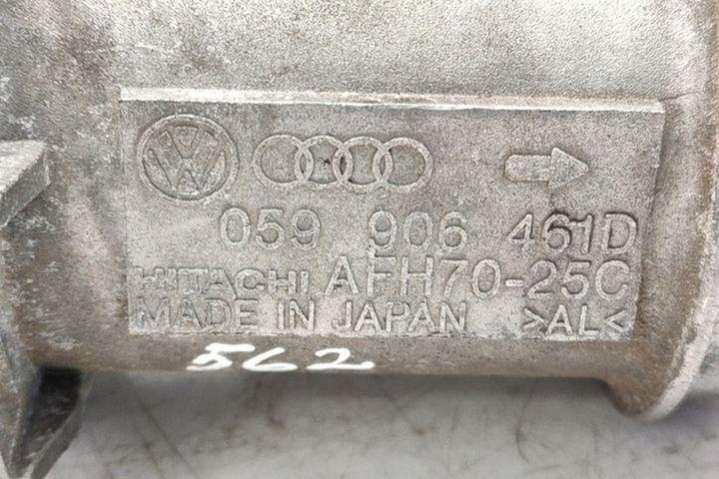 059 906 461D
HITACHI AFH70-25C
MADE IN JAPAN >AL<
562